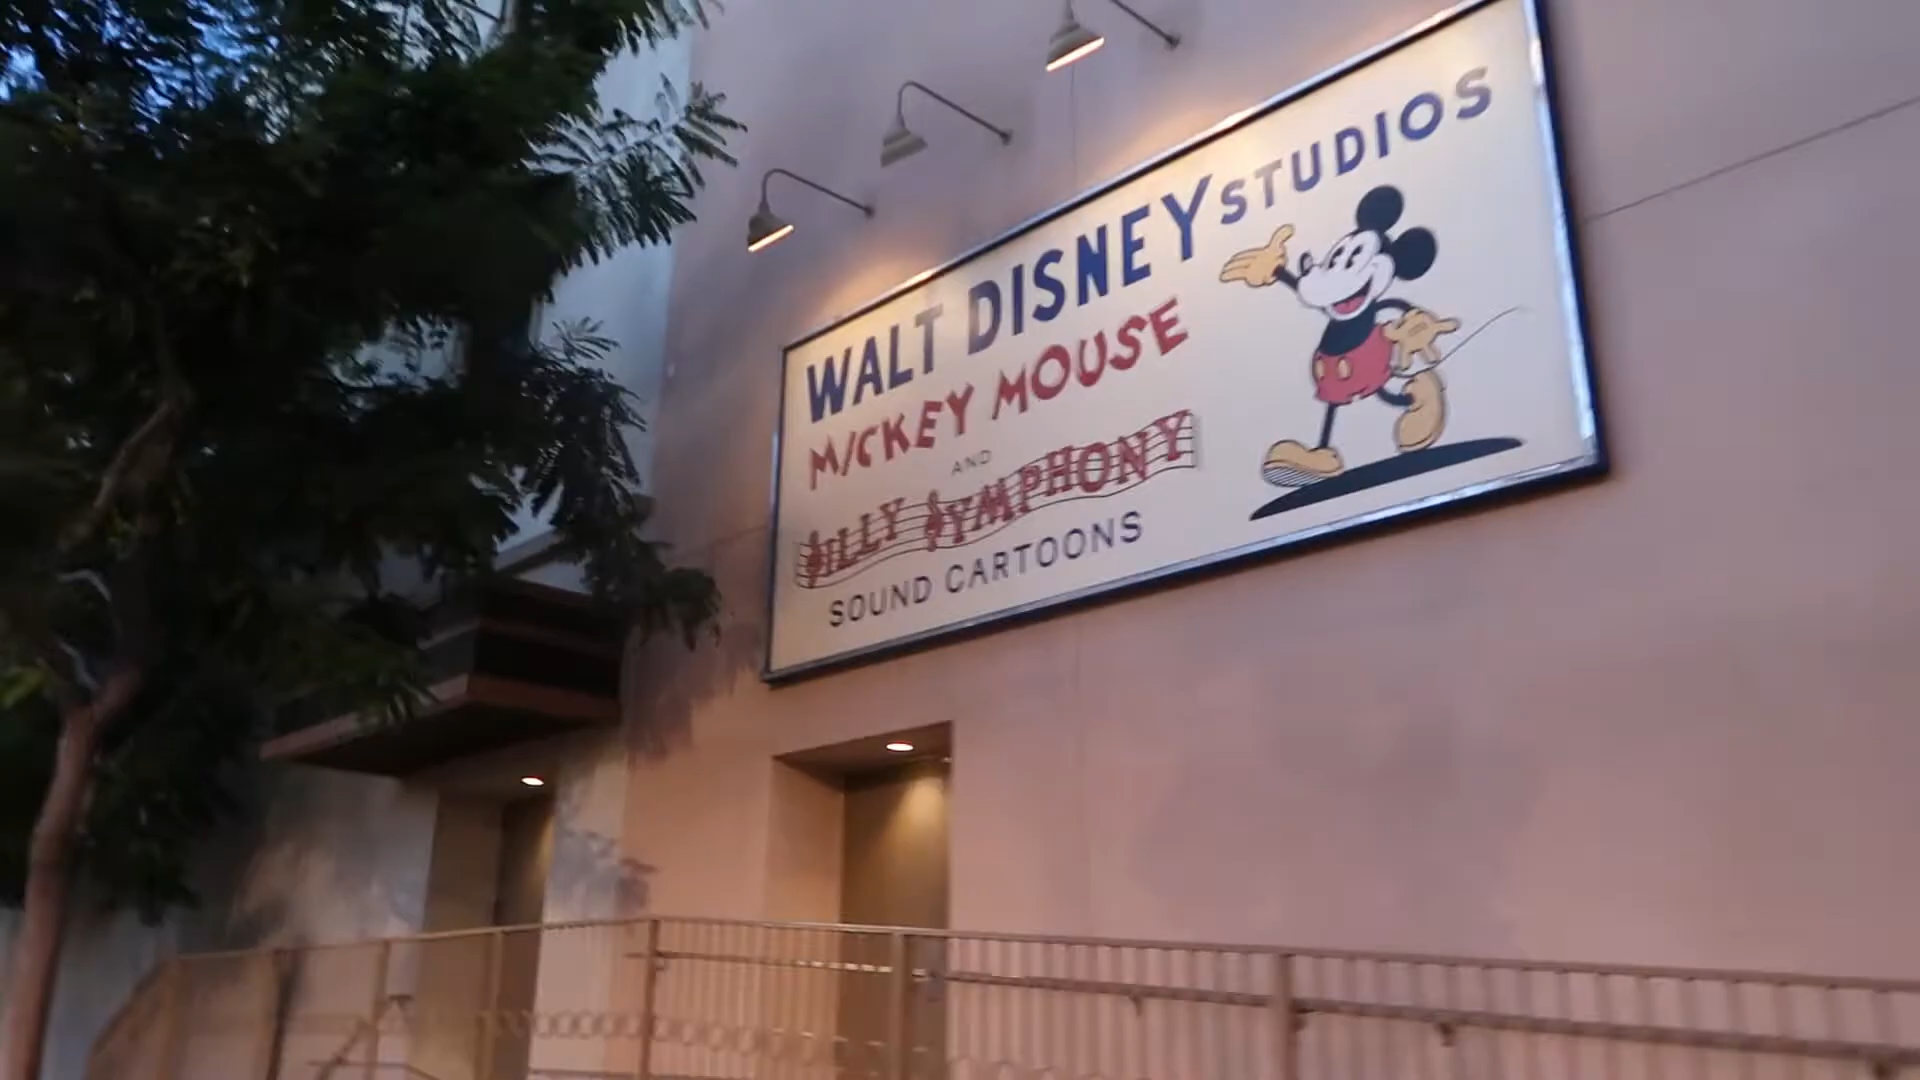 WALT DISNEY STUDIOS
MICKEY MOUSE
AND
SILLY SYMPHONY
SOUND CARTOONS